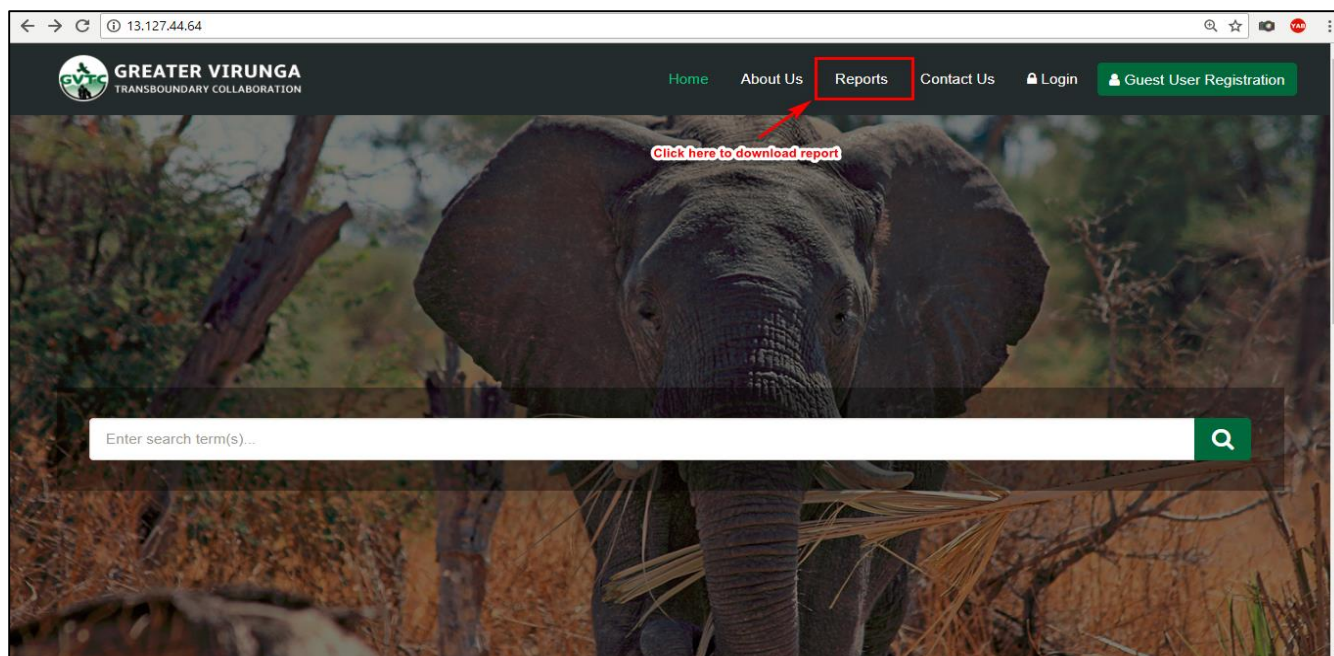 13.127.44.64
YAB
GVTC
GREATER VIRUNGA
TRANSBOUNDARY COLLABORATION
Home About Us Reports Contact Us Login Guest User Registration
Click here to download report
Enter search term(s)...